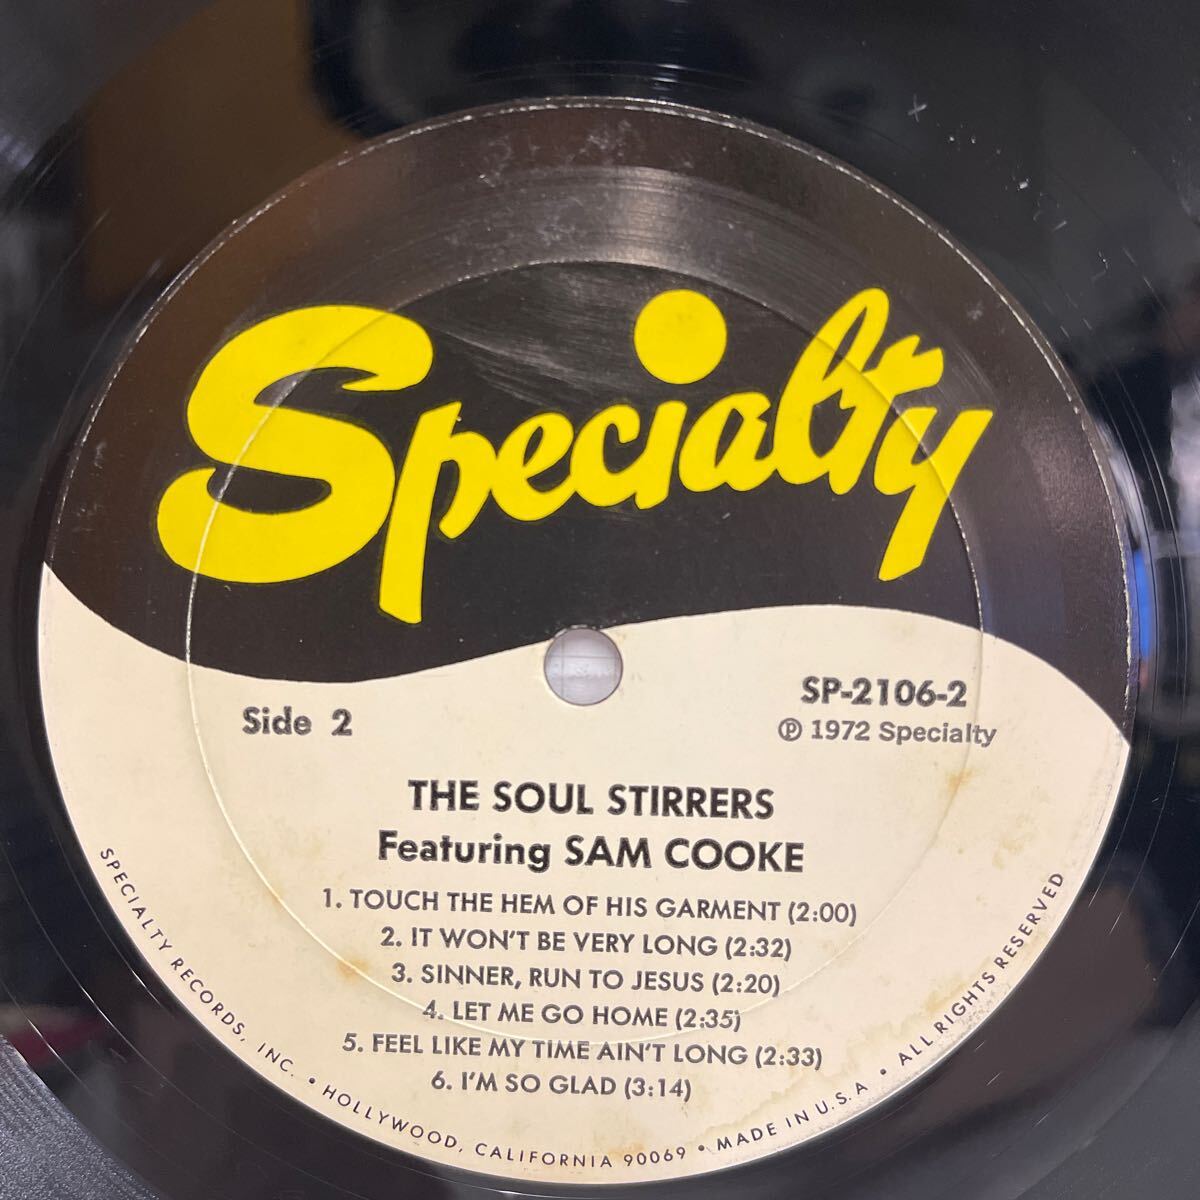 Specialty
Side 2
SP-2106-2
℗ 1972 Specialty
THE SOUL STIRRERS
Featuring SAM COOKE
1. TOUCH THE HEM OF HIS GARMENT (2:00)
2. IT WON'T BE VERY LONG (2:32)
3. SINNER, RUN TO JESUS (2:20)
4. LET ME GO HOME (2:35)
5. FEEL LIKE MY TIME AIN'T LONG (2:33)
6. I'M SO GLAD (3:14)
SPECIALTY RECORDS, INC. • HOLLYWOOD, CALIFORNIA 90069 • MADE IN U.S.A • ALL RIGHTS RESERVED